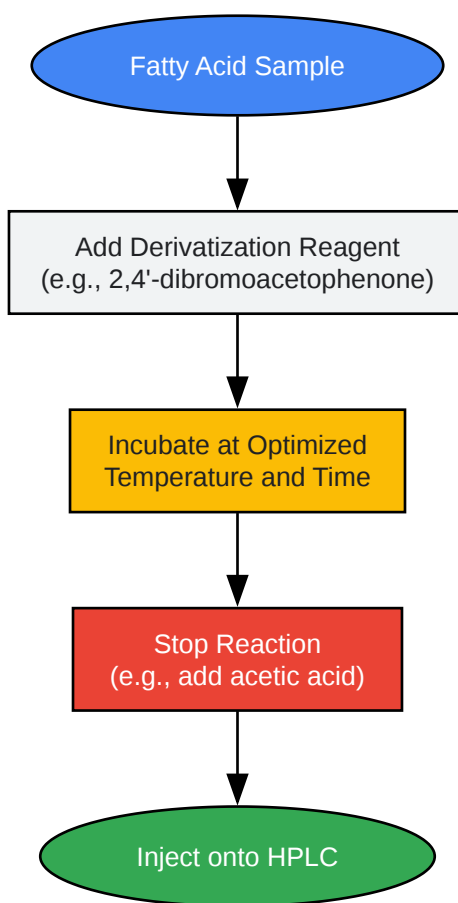 Fatty Acid Sample
Add Derivatization Reagent
(e.g., 2,4'-dibromoacetophenone)
Incubate at Optimized
Temperature and Time
Stop Reaction
(e.g., add acetic acid)
Inject onto HPLC